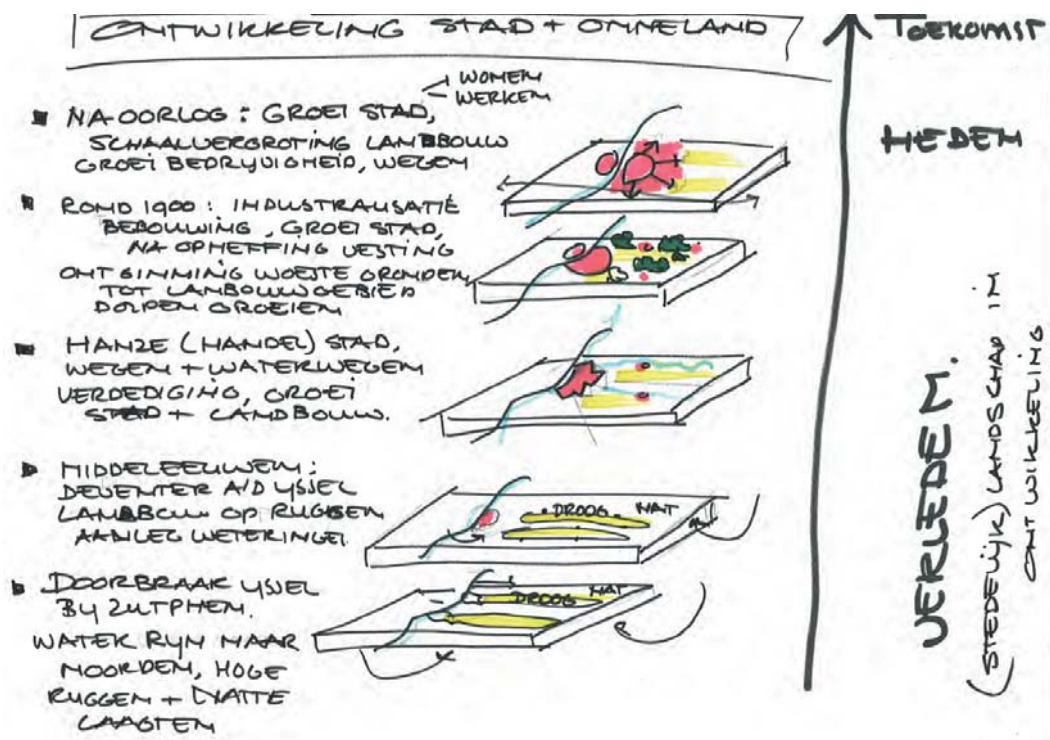 ONTWIKKELING STAD + OMMELAND
TOEKOMST
WONEN
WERKEN
NA-OORLOG : GROEI STAD,
SCHAALVERGROTING LANDBOUW
GROEI BEDRIJVIGHEID, WEGEN
HEDEN
ROND 1900 : INDUSTRALISATIE
BEBOUWING, GROEI STAD,
NA OPHEFFING VESTING
ONTGINNING WOESTE GRONDEN
TOT LANBOUWGEBIED
DORPEN GROEIEN
HANZE (HANDEL) STAD,
WEGEN + WATERWEGEN
VERDEDIGING, GROEI
STAD + LANDBOUW.
MIDDELEEUWEN :
DEVENTER A/D IJSSEL
LANDBOUW OP RUGGEN
AANLEG WETERINGEN
DROOG NAT
DOORBRAAK IJSSEL
BIJ ZUTPHEN.
WATER RIJN NAAR
NOORDEN, HOGE
RUGGEN + NATTE
LAAGTEN
DROOG NAT
VERLEDEN.
(STEDELIJK) LANDSCHAP IN
ONTWIKKELING